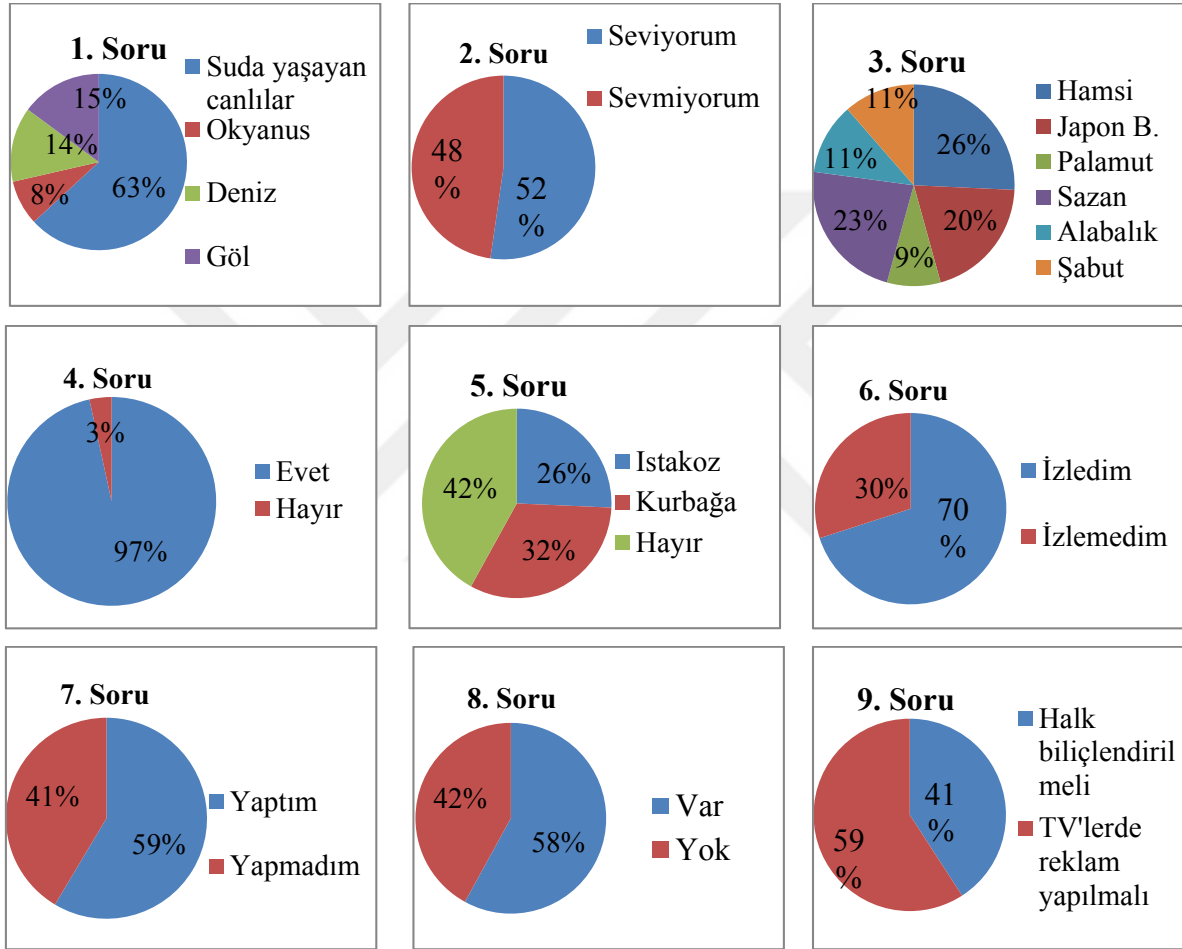 1. Soru
Suda yaşayan
canlılar
Okyanus
Deniz
Göl
15%
14%
8%
63%
2. Soru
Seviyorum
Sevmiyorum
48
%
52
%
3. Soru
Hamsi
Japon B.
Palamut
Sazan
Alabalık
Şabut
11%
26%
11%
23%
20%
9%
4. Soru
3%
97%
Evet
Hayır
5. Soru
42%
26%
32%
Istakoz
Kurbağa
Hayır
6. Soru
30%
70
%
İzledim
İzlemedim
7. Soru
41%
59%
Yaptım
Yapmadım
8. Soru
42%
58%
Var
Yok
9. Soru
41
%
59
%
Halk
biliçlendiril
meli
TV'lerde
reklam
yapılmalı